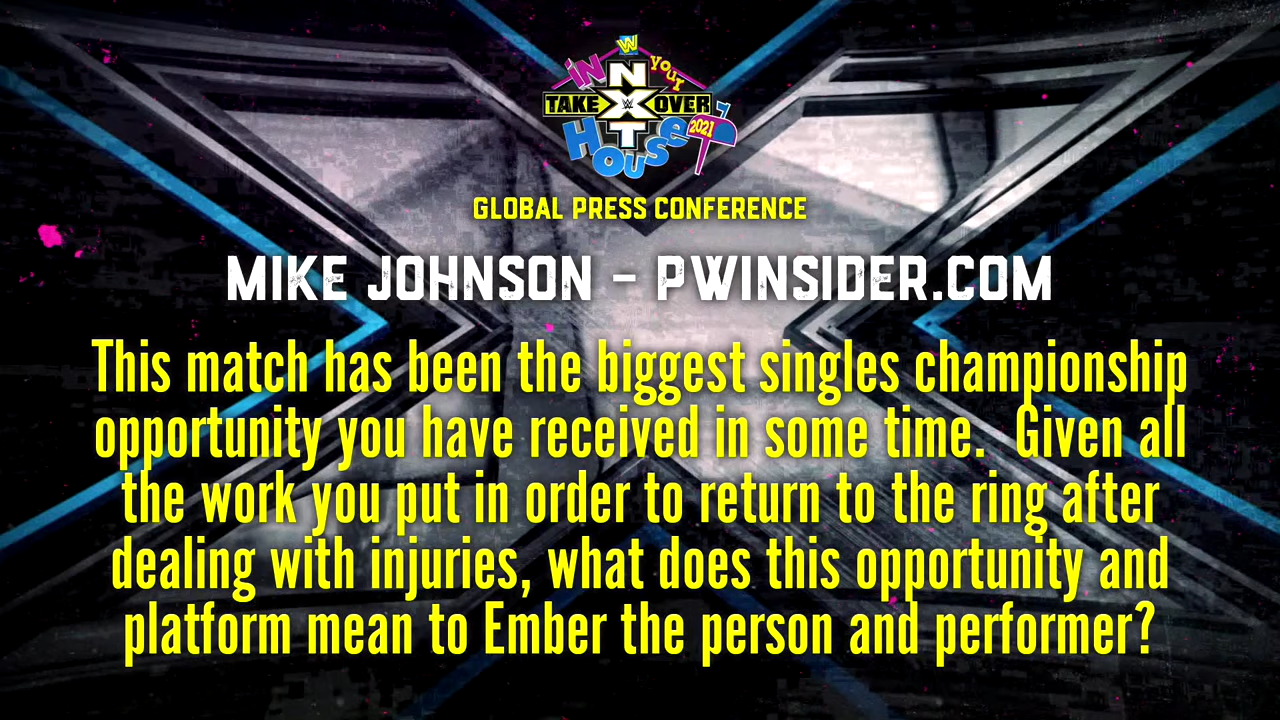 W
IN YOUR
NXT
TAKE OVER
W
HOUSE 2021
GLOBAL PRESS CONFERENCE
MIKE JOHNSON - PWINSIDER.COM
This match has been the biggest singles championship
opportunity you have received in some time.  Given all
the work you put in order to return to the ring after
dealing with injuries, what does this opportunity and
platform mean to Ember the person and performer?